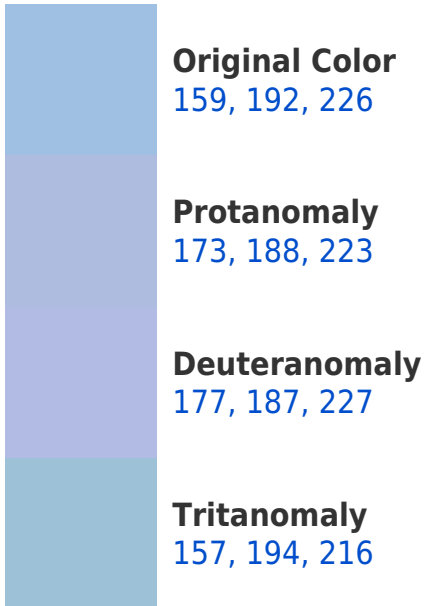 Original Color
159, 192, 226
Protanomaly
173, 188, 223
Deuteranomaly
177, 187, 227
Tritanomaly
157, 194, 216